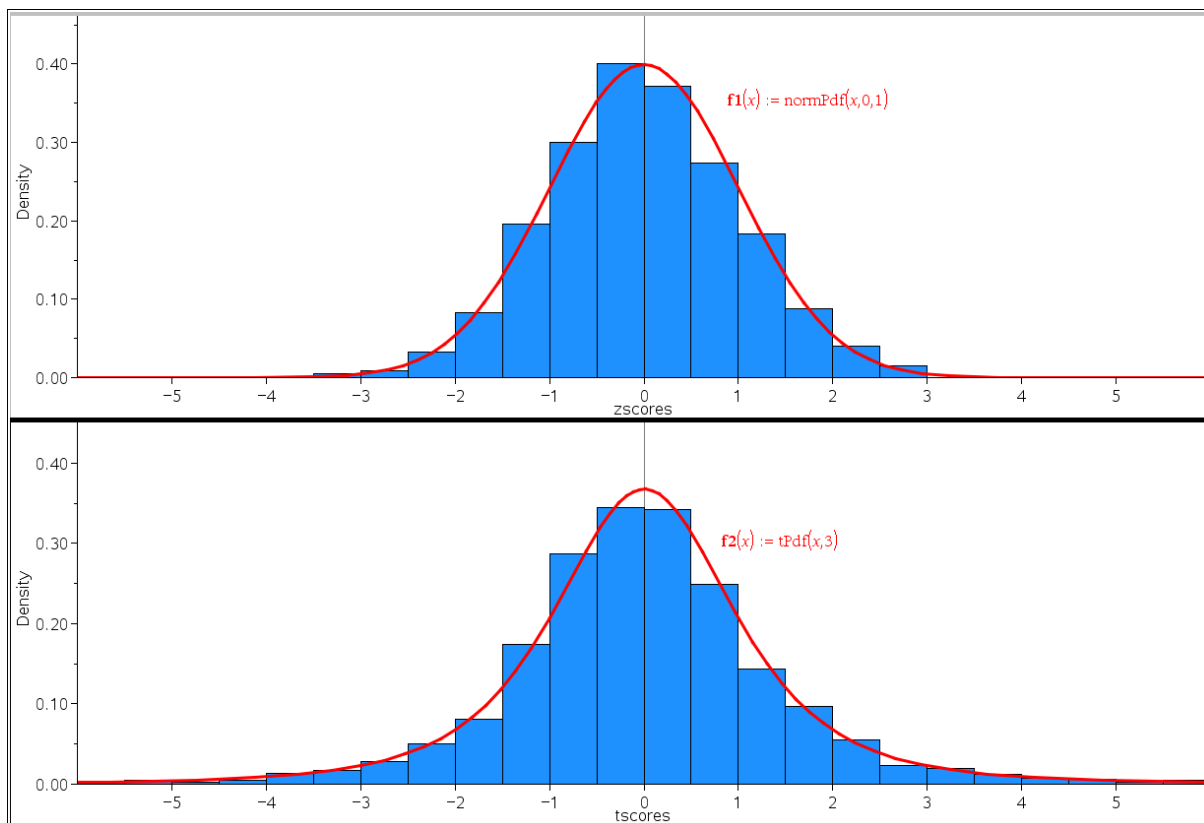 0.40
f1(x) := normPdf(x,0,1)
0.30
Density
0.20
0.10
0.00
−5 −4 −3 −2 −1 0 1 2 3 4 5
zscores
0.40
f2(x) := tPdf(x,3)
0.30
Density
0.20
0.10
0.00
−5 −4 −3 −2 −1 0 1 2 3 4 5
tscores